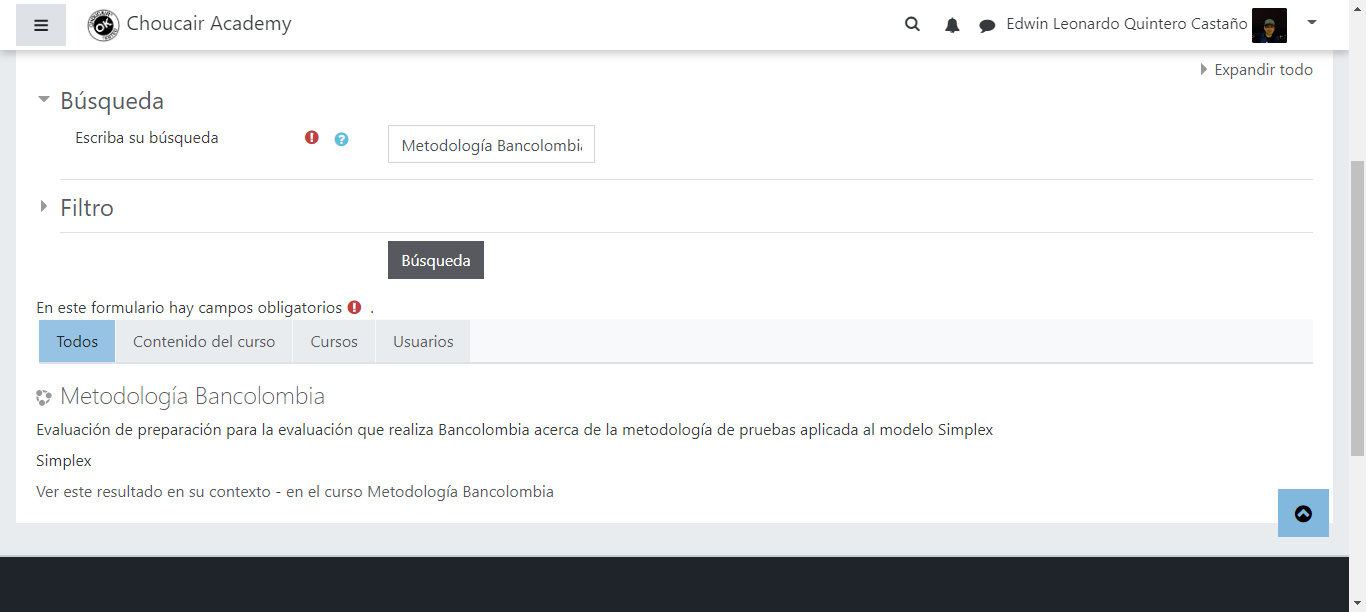 Choucair Academy
Edwin Leonardo Quintero Castaño
Expandir todo
Búsqueda
Escriba su búsqueda
Metodología Bancolombi
Filtro
Búsqueda
En este formulario hay campos obligatorios .
Todos Contenido del curso Cursos Usuarios
Metodología Bancolombia
Evaluación de preparación para la evaluación que realiza Bancolombia acerca de la metodología de pruebas aplicada al modelo Simplex
Simplex
Ver este resultado en su contexto - en el curso Metodología Bancolombia